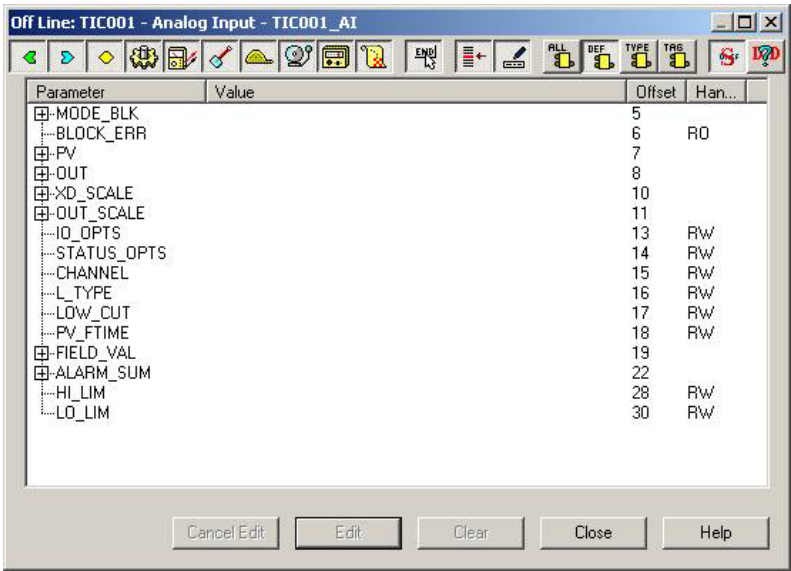 Off Line: TIC001 - Analog Input - TIC001_AI
END ALL DEF TYPE TAG
Parameter Value Offset Han...
MODE_BLK 5
BLOCK_ERR 6 RO
PV 7
OUT 8
XD_SCALE 10
OUT_SCALE 11
IO_OPTS 13 RW
STATUS_OPTS 14 RW
CHANNEL 15 RW
L_TYPE 16 RW
LOW_CUT 17 RW
PV_FTIME 18 RW
FIELD_VAL 19
ALARM_SUM 22
HI_LIM 28 RW
LO_LIM 30 RW
Cancel Edit Edit Clear Close Help